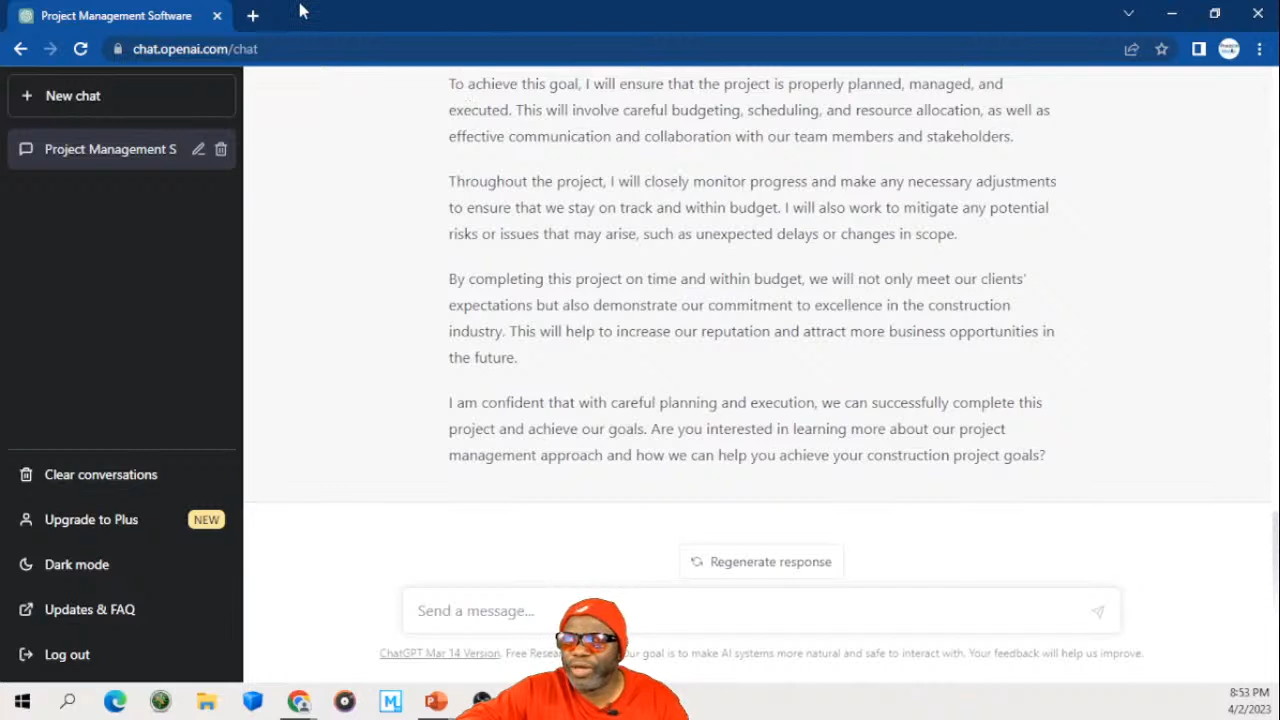 Project Management Software
chat.openai.com/chat
New chat
Project Management S
To achieve this goal, I will ensure that the project is properly planned, managed, and
executed. This will involve careful budgeting, scheduling, and resource allocation, as well as
effective communication and collaboration with our team members and stakeholders.
Throughout the project, I will closely monitor progress and make any necessary adjustments
to ensure that we stay on track and within budget. I will also work to mitigate any potential
risks or issues that may arise, such as unexpected delays or changes in scope.
By completing this project on time and within budget, we will not only meet our clients'
expectations but also demonstrate our commitment to excellence in the construction
industry. This will help to increase our reputation and attract more business opportunities in
the future.
I am confident that with careful planning and execution, we can successfully complete this
project and achieve our goals. Are you interested in learning more about our project
management approach and how we can help you achieve your construction project goals?
Clear conversations
Upgrade to Plus NEW
Dark mode
Updates & FAQ
Log out
Regenerate response
Send a message...
ChatGPT Mar 14 Version. Free Resea our goal is to make AI systems more natural and safe to interact with. Your feedback will help us improve.
8:53 PM
4/2/2023